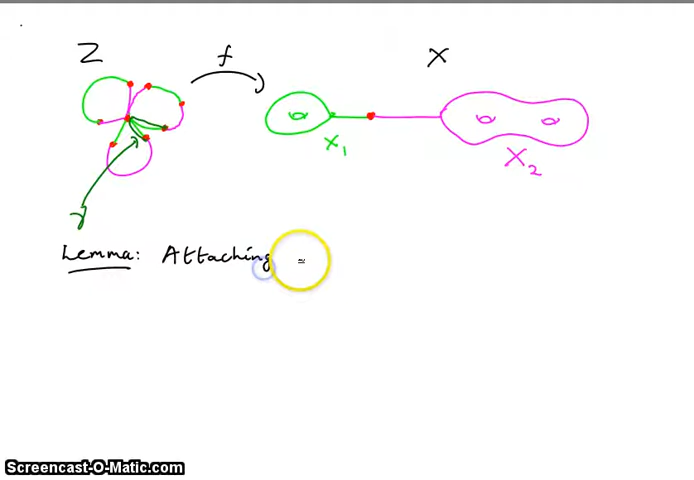 Z f X
X1
X2
γ
Lemma: Attaching =
Screencast-O-Matic.com